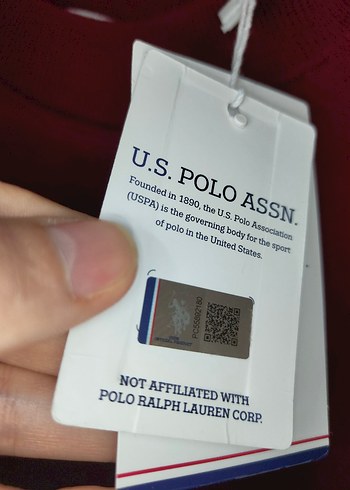 U.S. POLO ASSN.
Founded in 1890, the U.S. Polo Association
(USPA) is the governing body for the sport
of polo in the United States.
NOT AFFILIATED WITH
POLO RALPH LAUREN CORP.